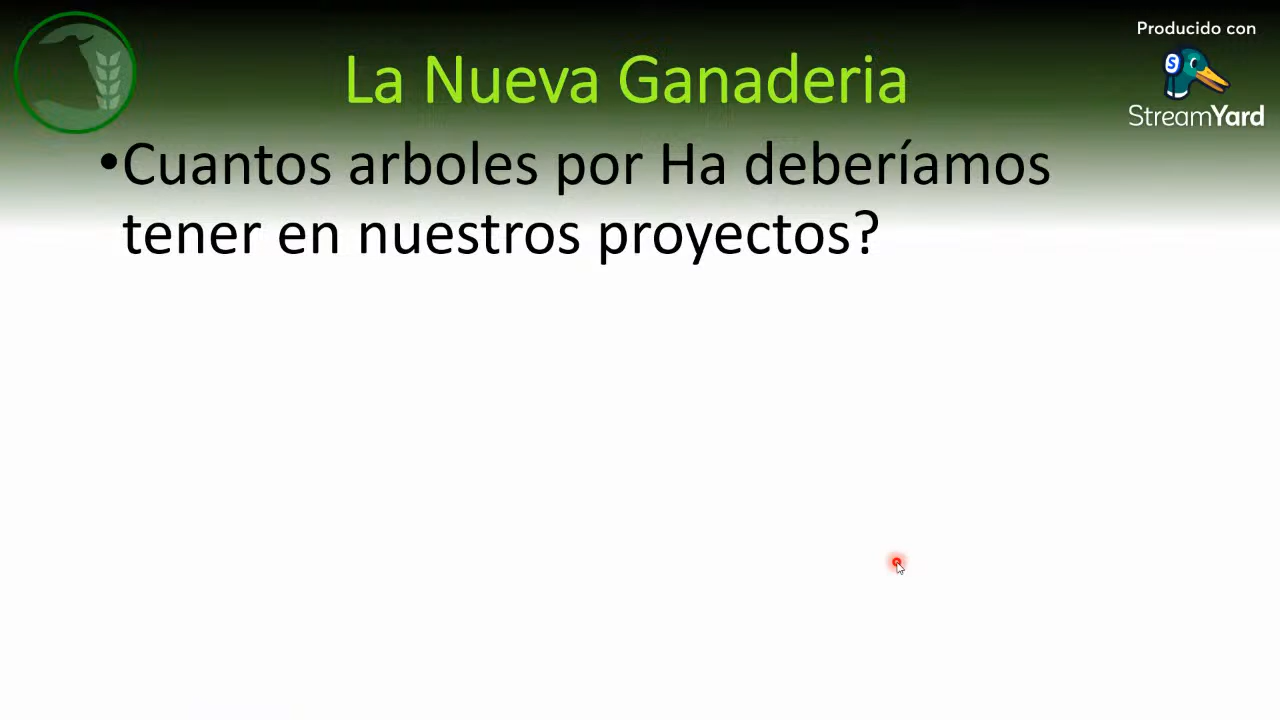 Producido con
StreamYard
La Nueva Ganaderia
•Cuantos arboles por Ha deberíamos
tener en nuestros proyectos?